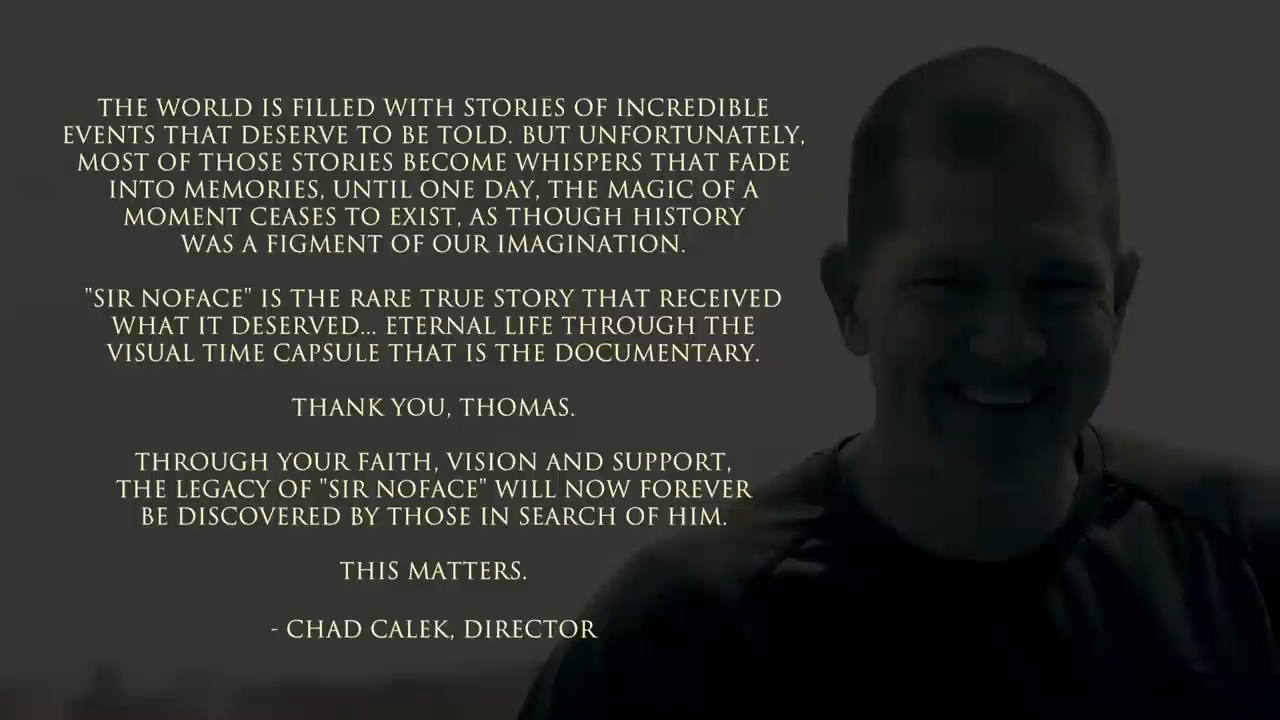 THE WORLD IS FILLED WITH STORIES OF INCREDIBLE
EVENTS THAT DESERVE TO BE TOLD. BUT UNFORTUNATELY,
MOST OF THOSE STORIES BECOME WHISPERS THAT FADE
INTO MEMORIES, UNTIL ONE DAY, THE MAGIC OF A
MOMENT CEASES TO EXIST, AS THOUGH HISTORY
WAS A FIGMENT OF OUR IMAGINATION.
"SIR NOFACE" IS THE RARE TRUE STORY THAT RECEIVED
WHAT IT DESERVED... ETERNAL LIFE THROUGH THE
VISUAL TIME CAPSULE THAT IS THE DOCUMENTARY.
THANK YOU, THOMAS.
THROUGH YOUR FAITH, VISION AND SUPPORT,
THE LEGACY OF "SIR NOFACE" WILL NOW FOREVER
BE DISCOVERED BY THOSE IN SEARCH OF HIM.
THIS MATTERS.
- CHAD CALEK, DIRECTOR